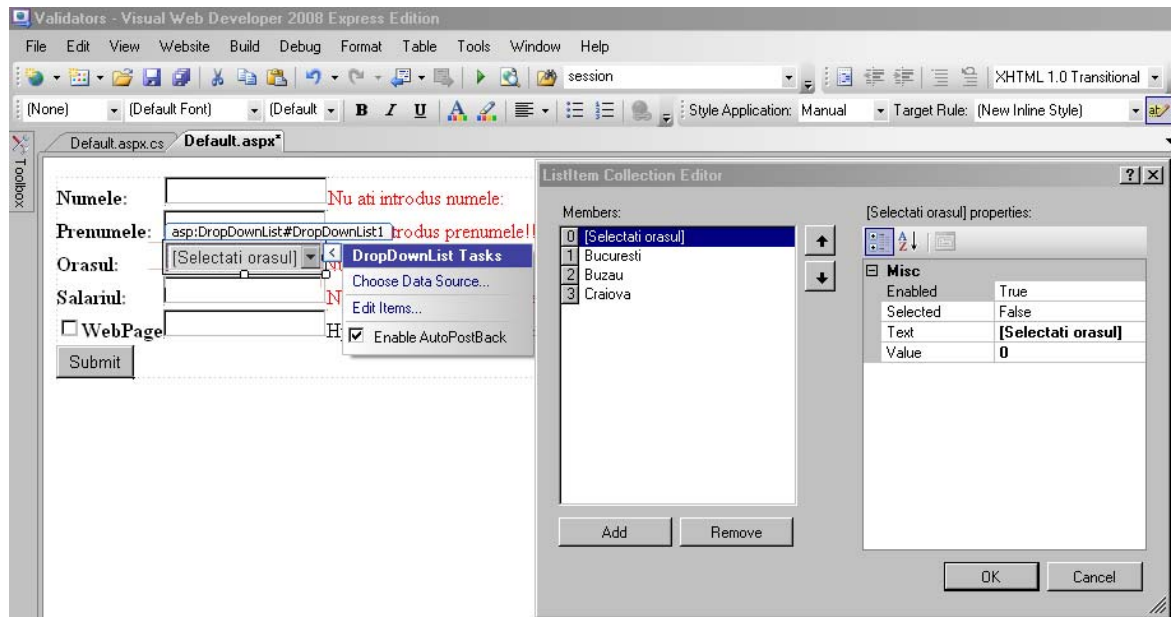 Validators - Visual Web Developer 2008 Express Edition
File Edit View Website Build Debug Format Table Tools Window Help
session XHTML 1.0 Transitional
(None) (Default Font) (Default B I U A Style Application: Manual Target Rule: (New Inline Style) ab
Default.aspx.cs Default.aspx*
Toolbox
Numele: Nu ati introdus numele:
Prenumele: asp:DropDownList#DropDownList1 trodus prenumele!!
Orasul: [Selectati orasul] < DropDownList Tasks
Choose Data Source...
Salariul: N
Edit Items...
WebPage H
Enable AutoPostBack
Submit
ListItem Collection Editor ? x
Members:
0 [Selectati orasul]
1 Bucuresti
2 Buzau
3 Craiova
Add Remove
[Selectati orasul] properties:
Misc
Enabled True
Selected False
Text [Selectati orasul]
Value 0
OK Cancel